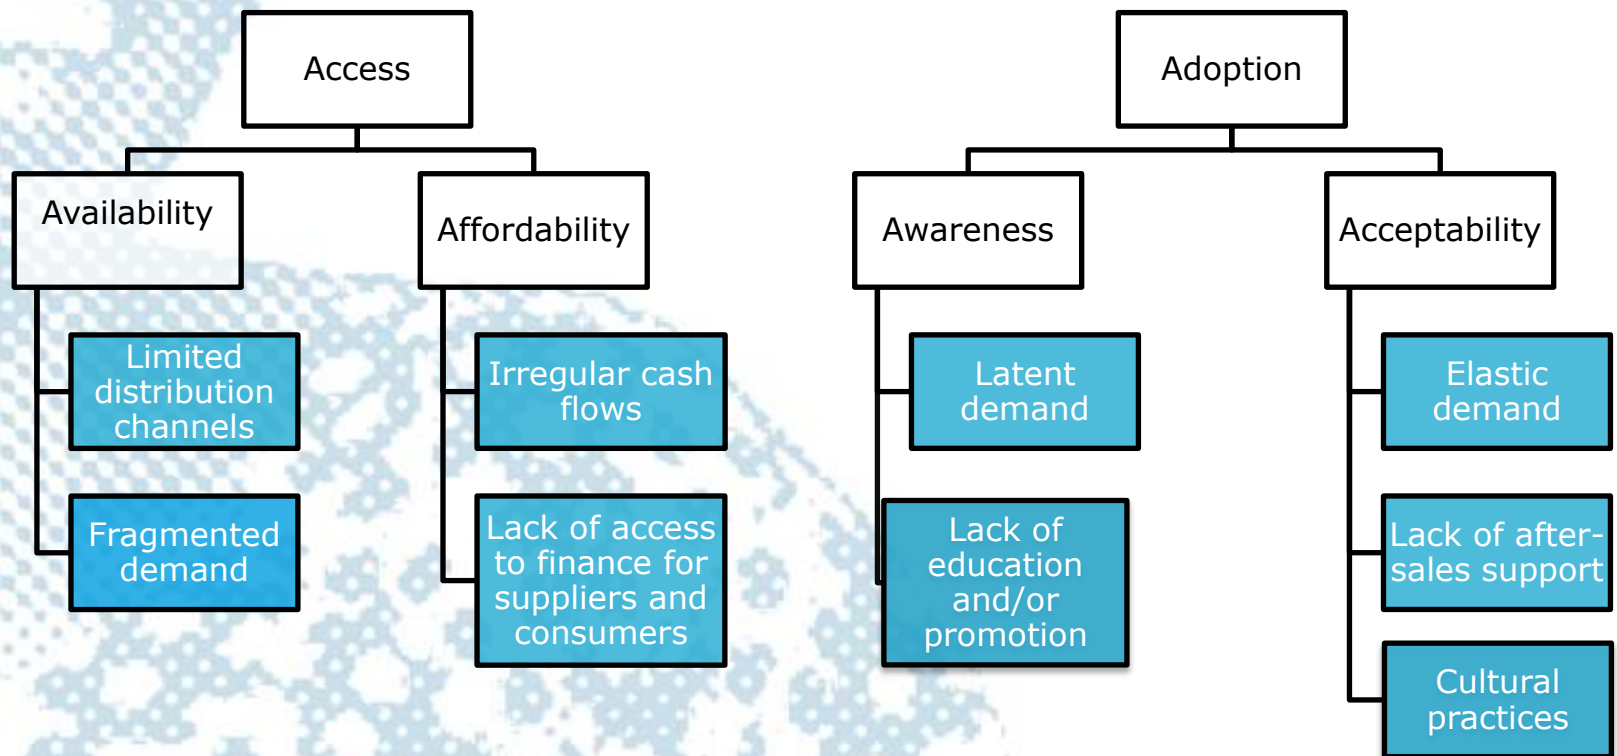 Access
Adoption
Availability
Affordability
Awareness
Acceptability
Limited
distribution
channels
Fragmented
demand
Irregular cash
flows
Lack of access
to finance for
suppliers and
consumers
Latent
demand
Lack of
education
and/or
promotion
Elastic
demand
Lack of after-
sales support
Cultural
practices